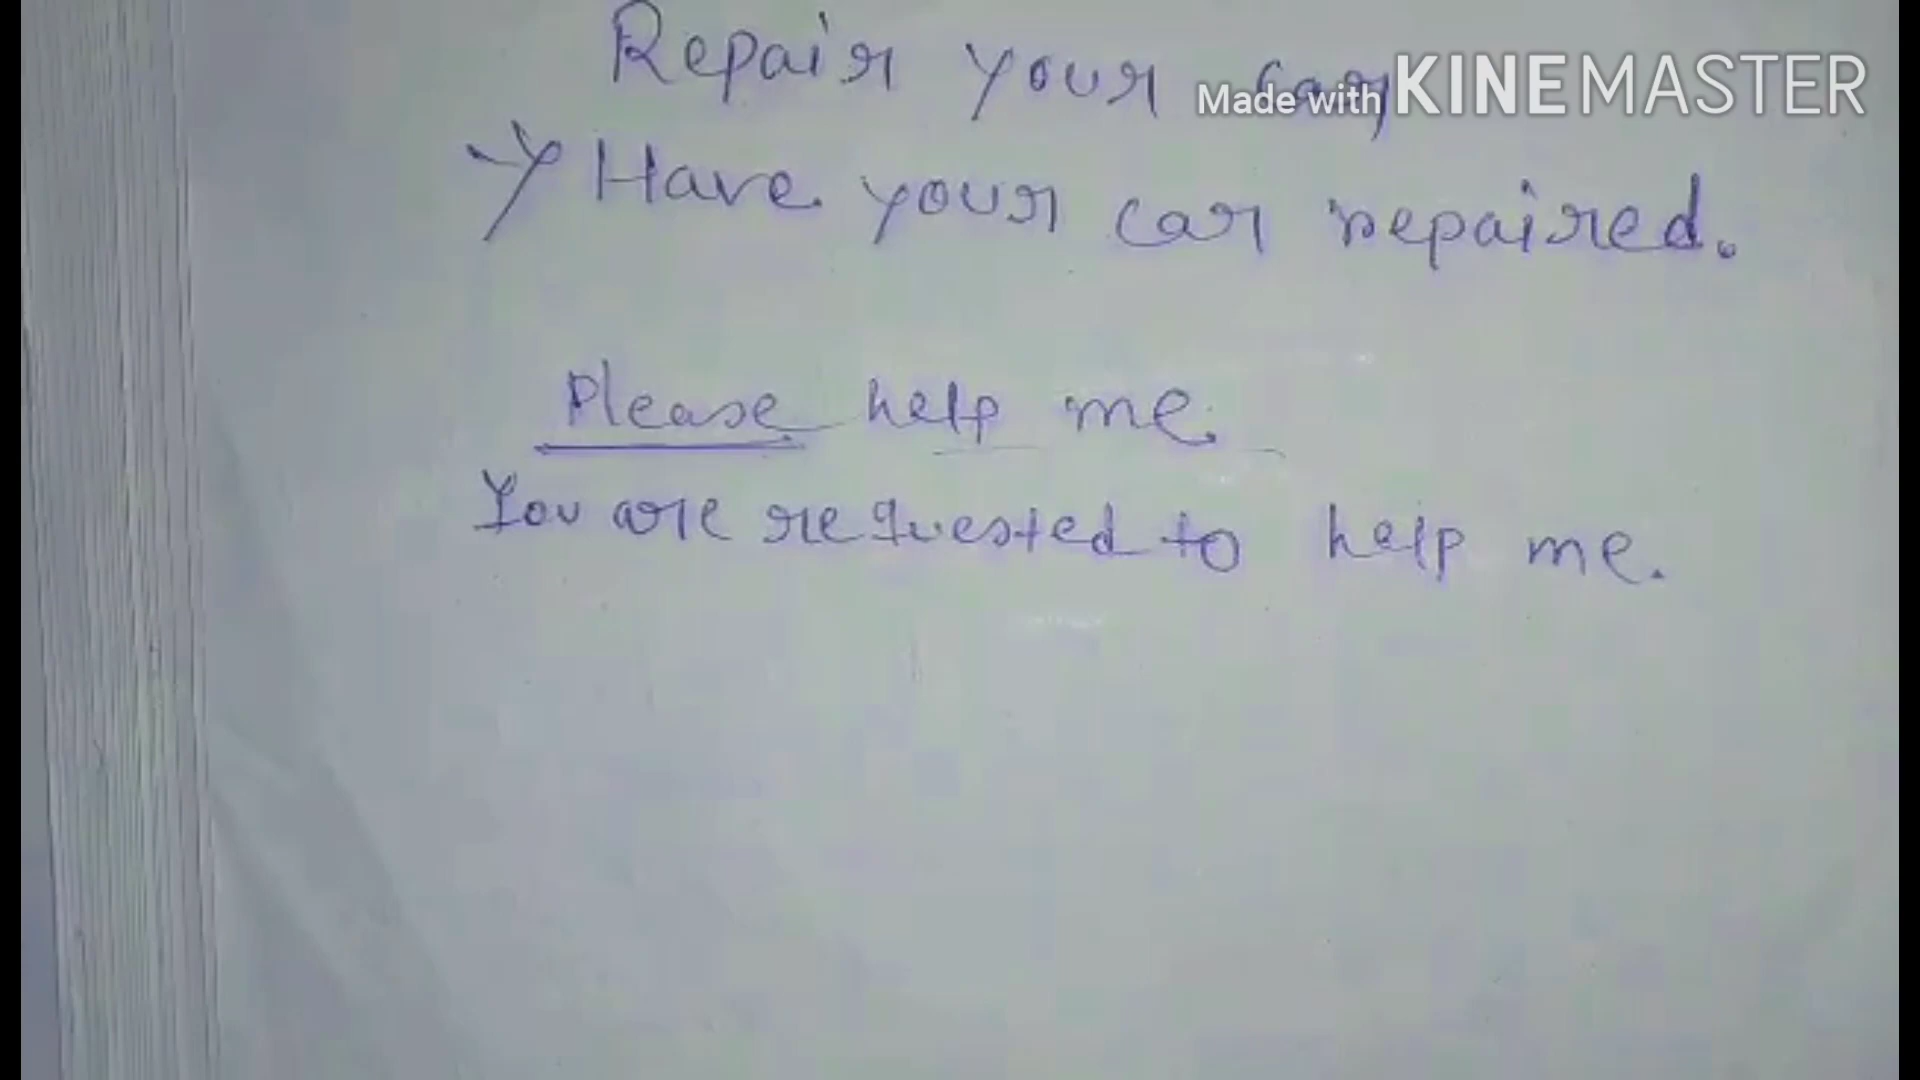 Repair your car
Made with KINEMASTER
Have your car repaired.
Please help me.
You are requested to help me.